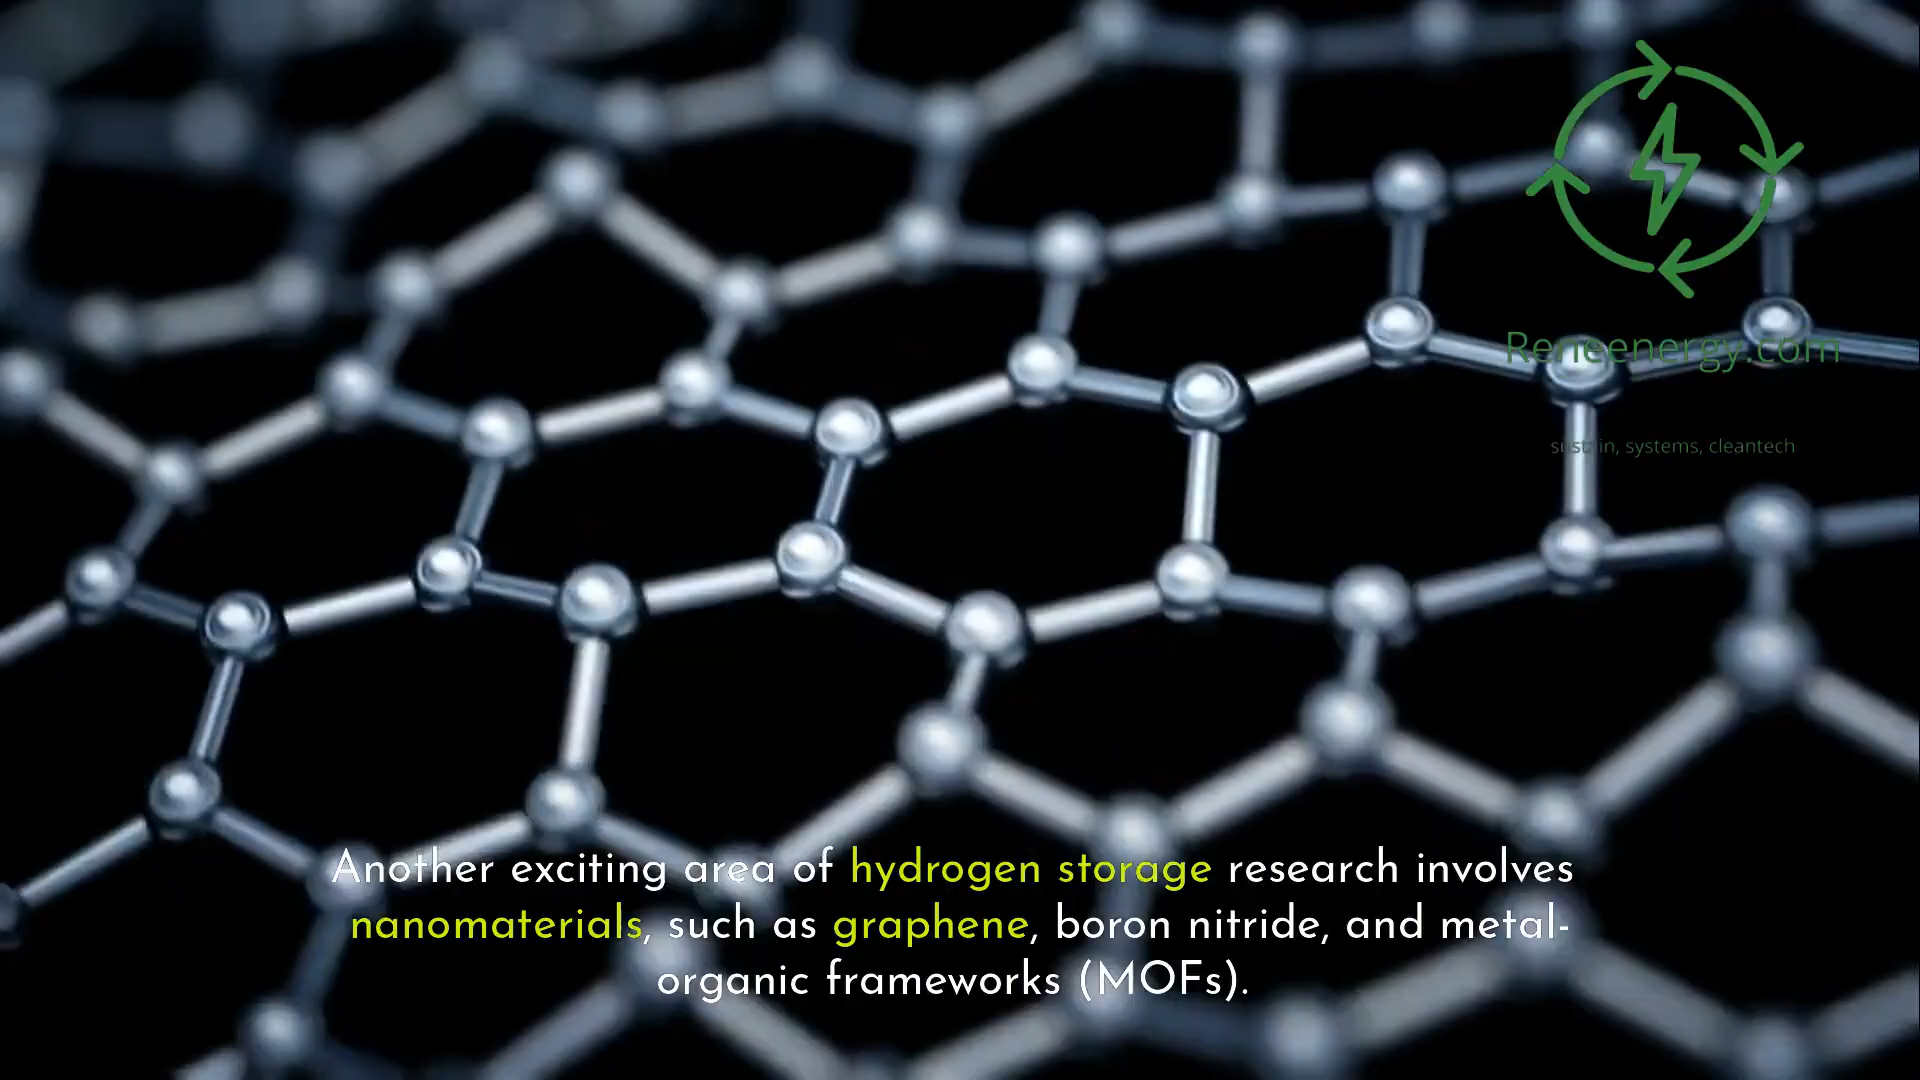 Reneenergy.com
sustain, systems, cleantech
Another exciting area of hydrogen storage research involves
nanomaterials, such as graphene, boron nitride, and metal-
organic frameworks (MOFs).